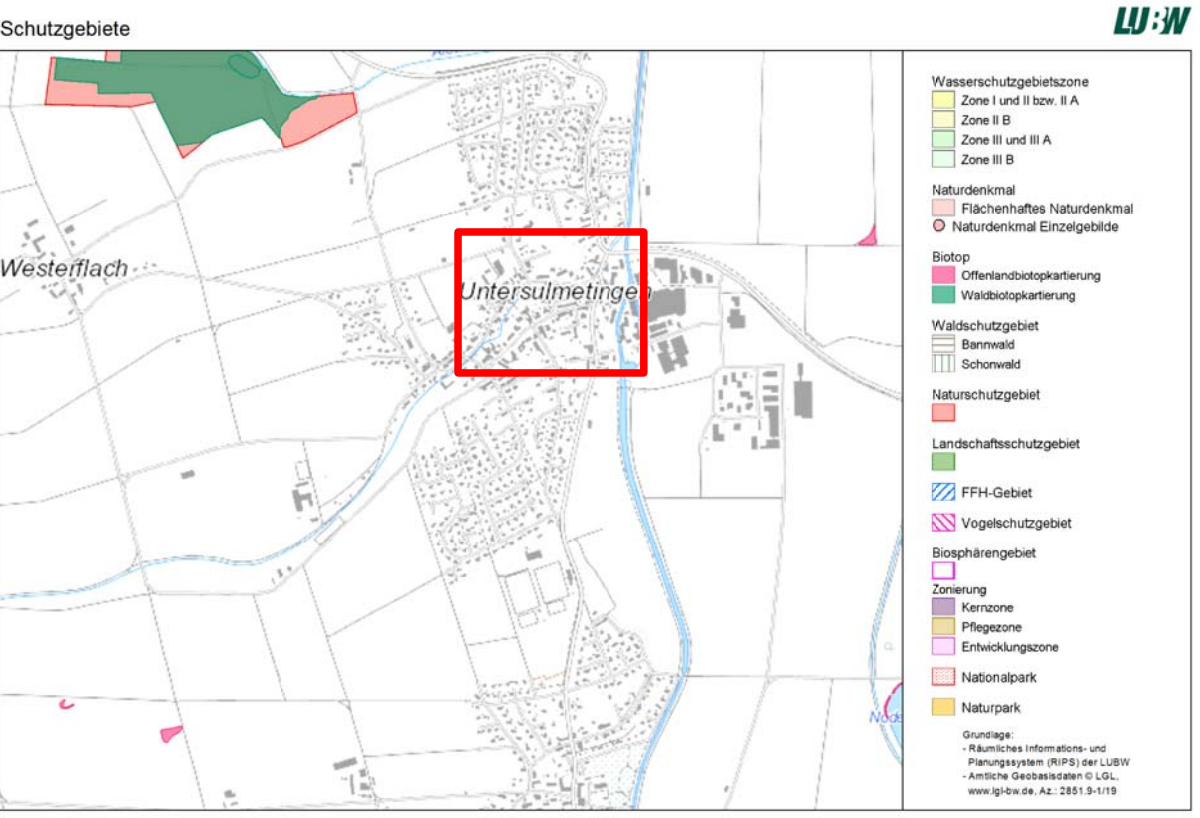 LUBW
Schutzgebiete
Westerflach
Untersulmetingen
Wasserschutzgebietszone
Zone I und II bzw. II A
Zone II B
Zone III und III A
Zone III B
Naturdenkmal
Flächenhaftes Naturdenkmal
Naturdenkmal Einzelgebilde
Biotop
Offenlandbiotopkartierung
Waldbiotopkartierung
Waldschutzgebiet
Bannwald
Schonwald
Naturschutzgebiet
Landschaftsschutzgebiet
FFH-Gebiet
Vogelschutzgebiet
Biosphärengebiet
Zonierung
Kernzone
Pflegezone
Entwicklungszone
Nationalpark
Naturpark
Grundlage:
- Räumliches Informations- und
Planungssystem (RIPS) der LUBW
- Amtliche Geobasisdaten © LGL,
www.lgl-bw.de, Az.: 2851.9-1/19